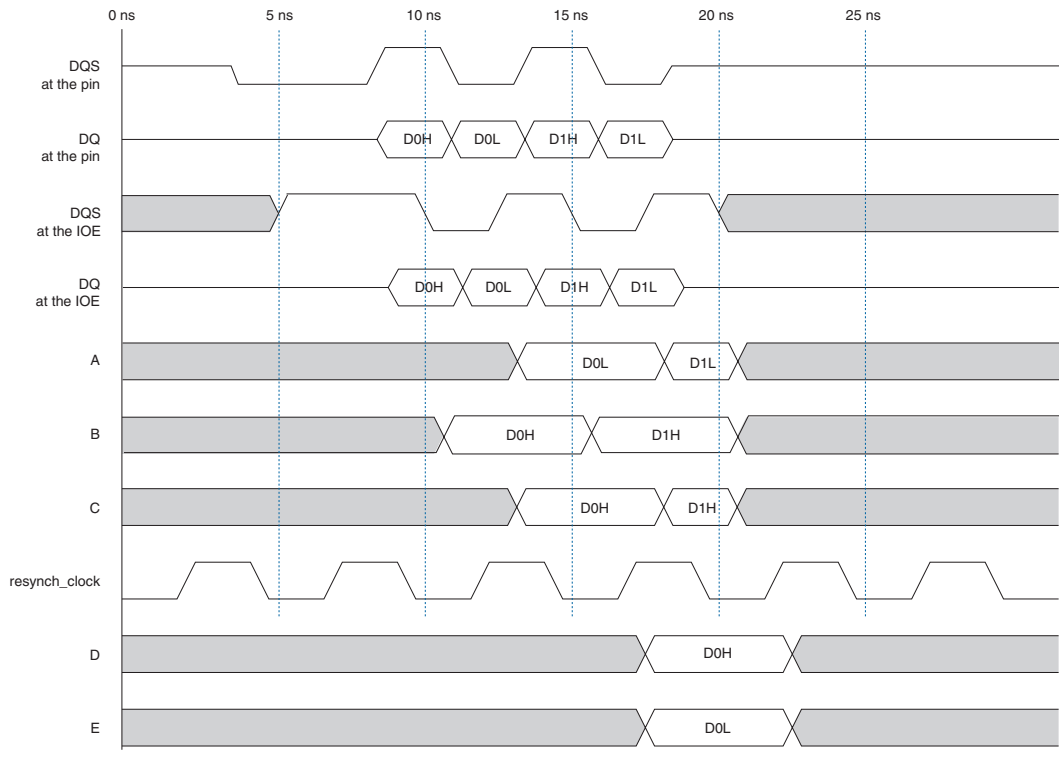 0 ns 5 ns 10 ns 15 ns 20 ns 25 ns
DQS
at the pin
DQ
at the pin
D0H D0L D1H D1L
DQS
at the IOE
DQ
at the IOE
D0H D0L D1H D1L
A D0L D1L
B D0H D1H
C D0H D1H
resynch_clock
D D0H
E D0L